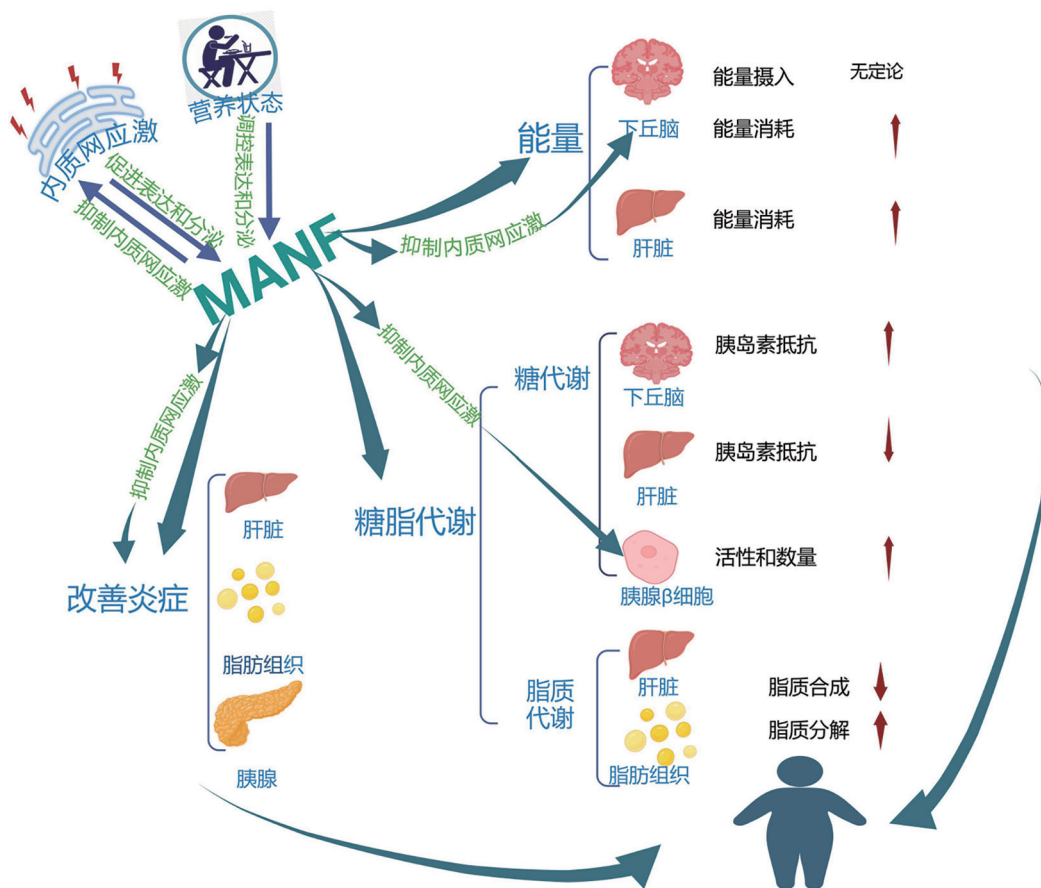 营养状态
内质网应激
促进表达和分泌
抑制内质网应激
调控表达和分泌
MANF
能量
抑制内质网应激
下丘脑
能量摄入
无定论
能量消耗
肝脏
能量消耗
抑制内质网应激
糖脂代谢
糖代谢
下丘脑
胰岛素抵抗
肝脏
胰岛素抵抗
胰腺β细胞
活性和数量
脂质
代谢
肝脏
脂肪组织
脂质合成
脂质分解
抑制内质网应激
改善炎症
肝脏
脂肪组织
胰腺